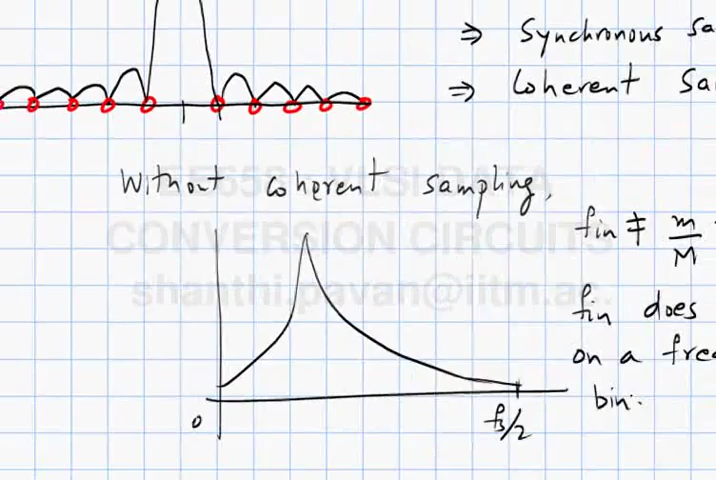 ⇒ Synchronous Sa
⇒ Coherent Sa
Without coherent sampling,
EE658: VLSI DATA
CONVERSION CIRCUITS
shanthi.pavan@iitm.ac.
fin ≠ m/M
fin does
on a fre
bin.
0
fs/2